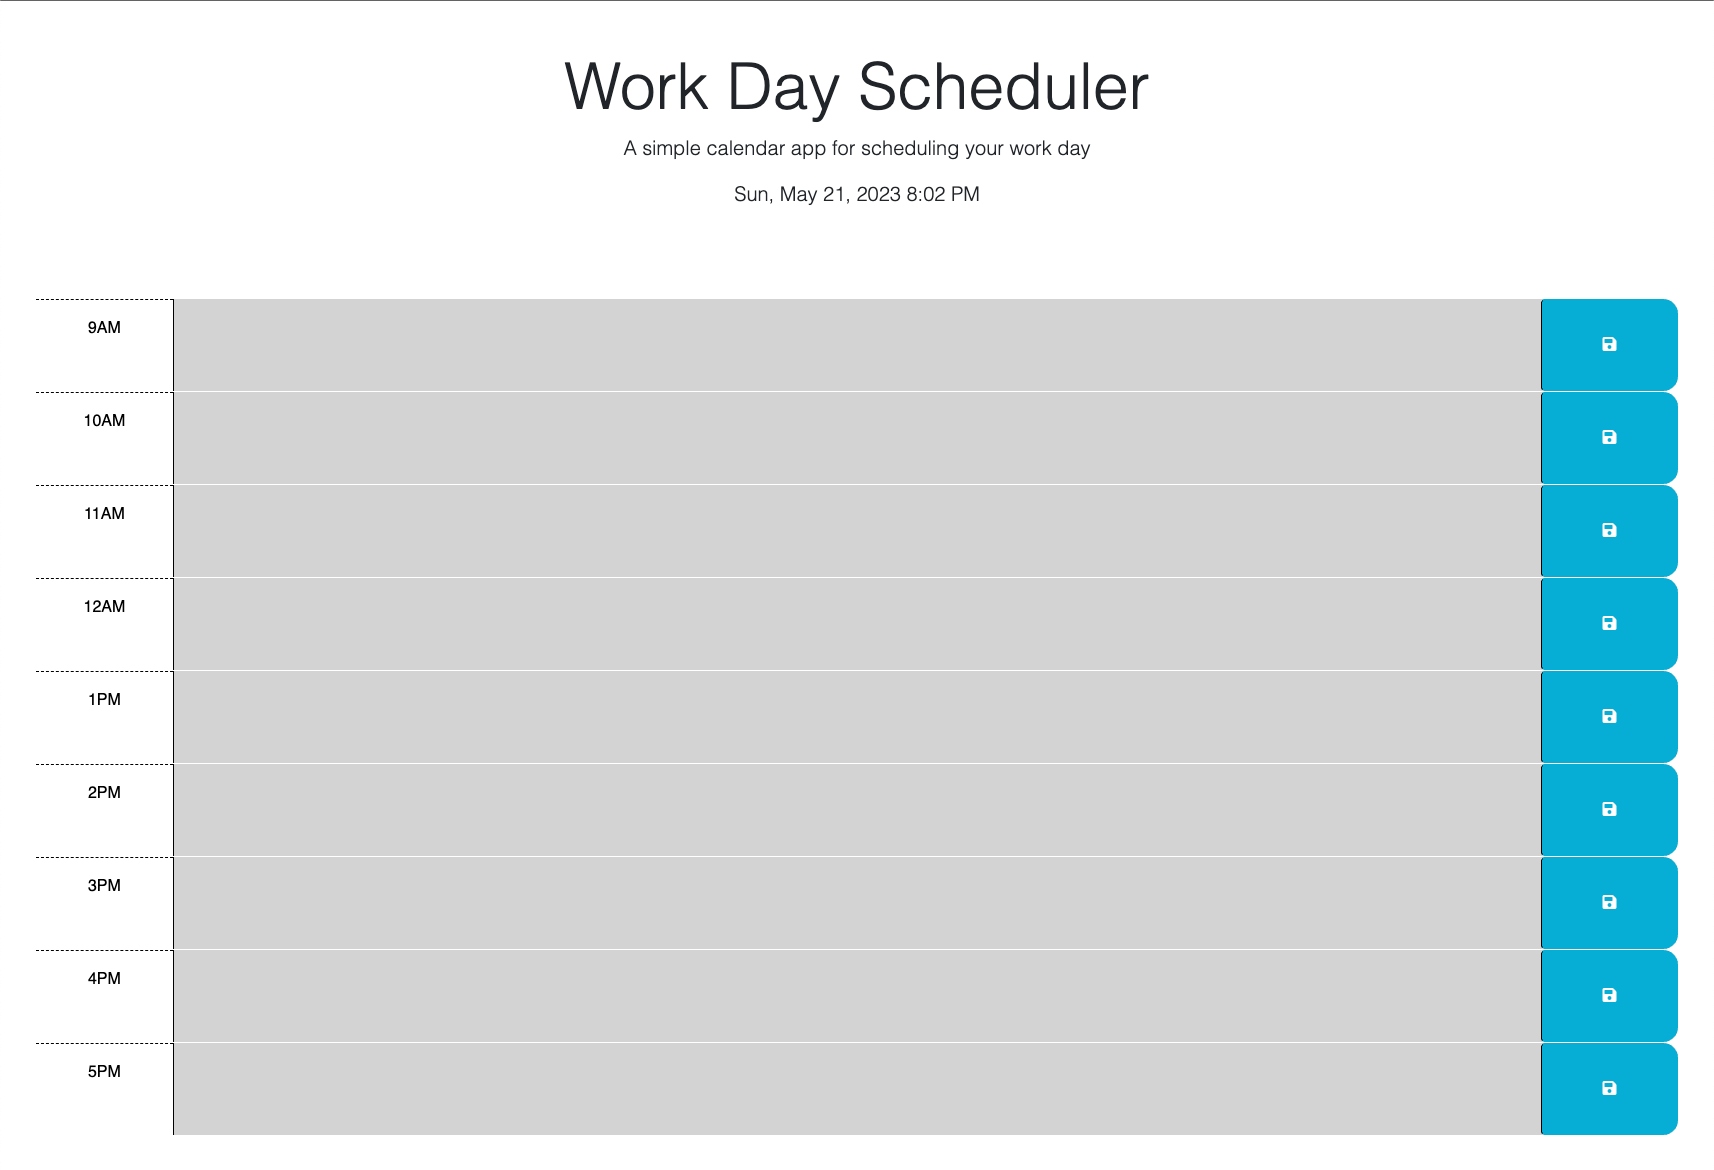 Work Day Scheduler
A simple calendar app for scheduling your work day
Sun, May 21, 2023 8:02 PM
9AM
10AM
11AM
12AM
1PM
2PM
3PM
4PM
5PM